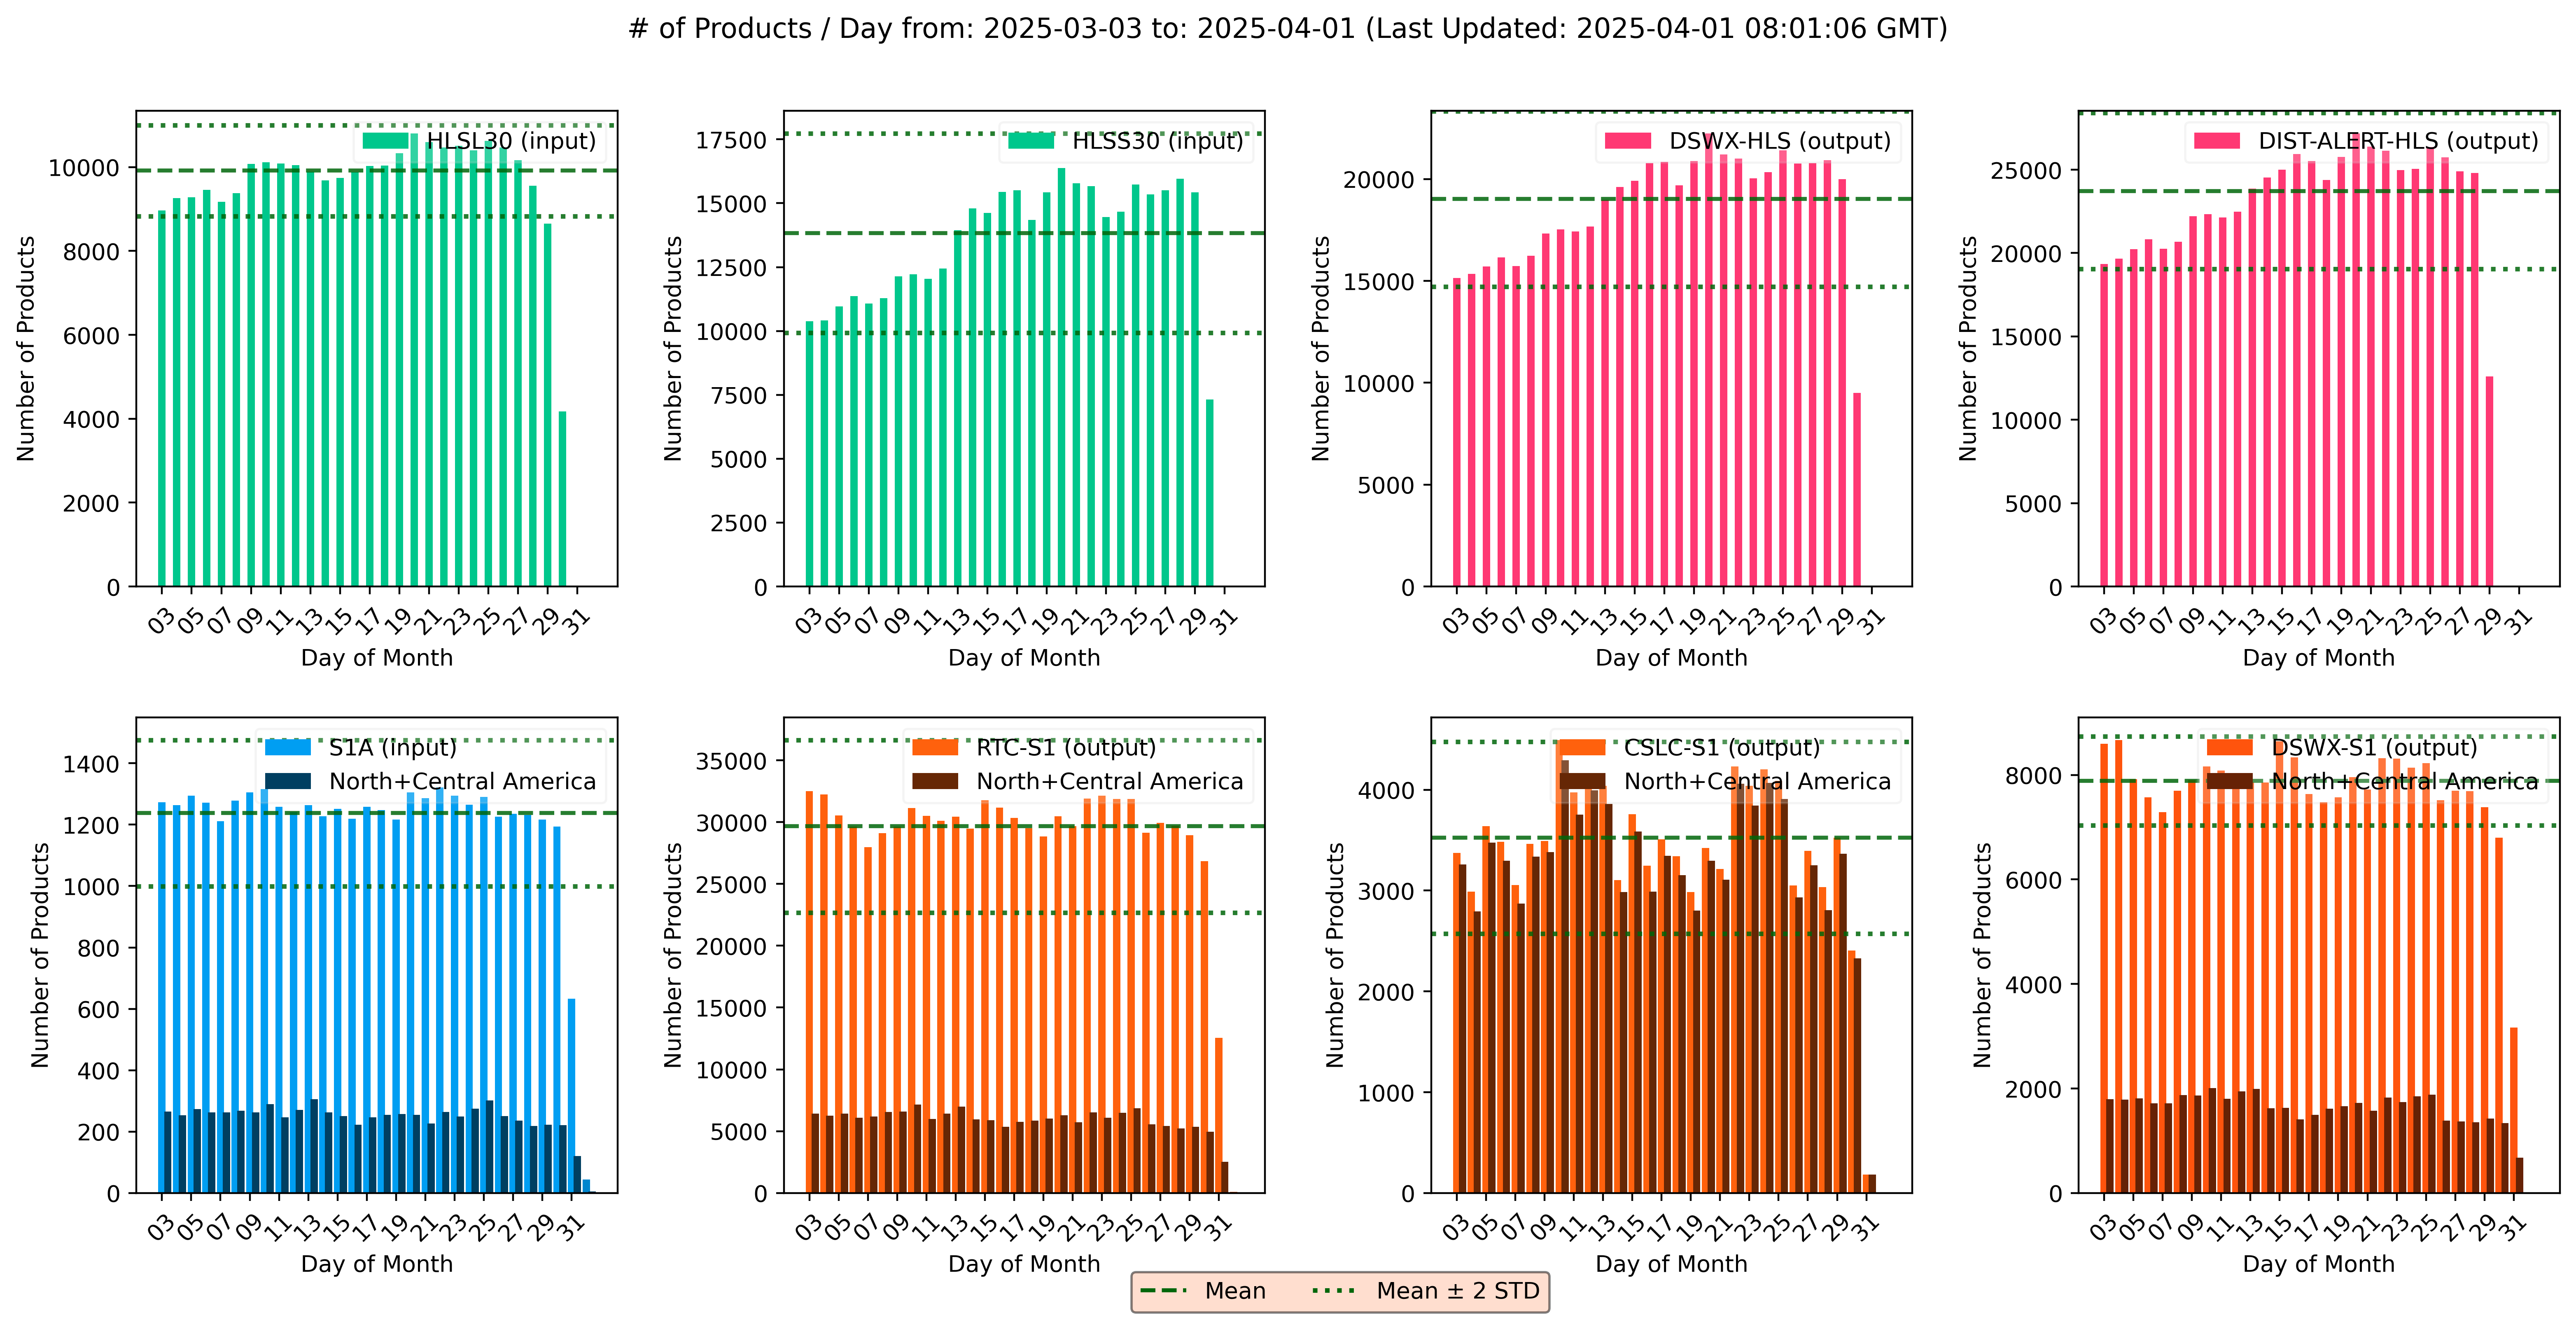 # of Products / Day from: 2025-03-03 to: 2025-04-01 (Last Updated: 2025-04-01 08:01:06 GMT)
HLSL30 (input)
Number of Products
10000
8000
6000
4000
2000
0
03 05 07 09 11 13 15 17 19 21 23 25 27 29 31
Day of Month
HLSS30 (input)
Number of Products
17500
15000
12500
10000
7500
5000
2500
0
03 05 07 09 11 13 15 17 19 21 23 25 27 29 31
Day of Month
DSWX-HLS (output)
Number of Products
20000
15000
10000
5000
0
03 05 07 09 11 13 15 17 19 21 23 25 27 29 31
Day of Month
DIST-ALERT-HLS (output)
Number of Products
25000
20000
15000
10000
5000
0
03 05 07 09 11 13 15 17 19 21 23 25 27 29 31
Day of Month
S1A (input)
North+Central America
Number of Products
1400
1200
1000
800
600
400
200
0
03 05 07 09 11 13 15 17 19 21 23 25 27 29 31
Day of Month
RTC-S1 (output)
North+Central America
Number of Products
35000
30000
25000
20000
15000
10000
5000
0
03 05 07 09 11 13 15 17 19 21 23 25 27 29 31
Day of Month
CSLC-S1 (output)
North+Central America
Number of Products
4000
3000
2000
1000
0
03 05 07 09 11 13 15 17 19 21 23 25 27 29 31
Day of Month
DSWX-S1 (output)
North+Central America
Number of Products
8000
6000
4000
2000
0
03 05 07 09 11 13 15 17 19 21 23 25 27 29 31
Day of Month
Mean
Mean ± 2 STD